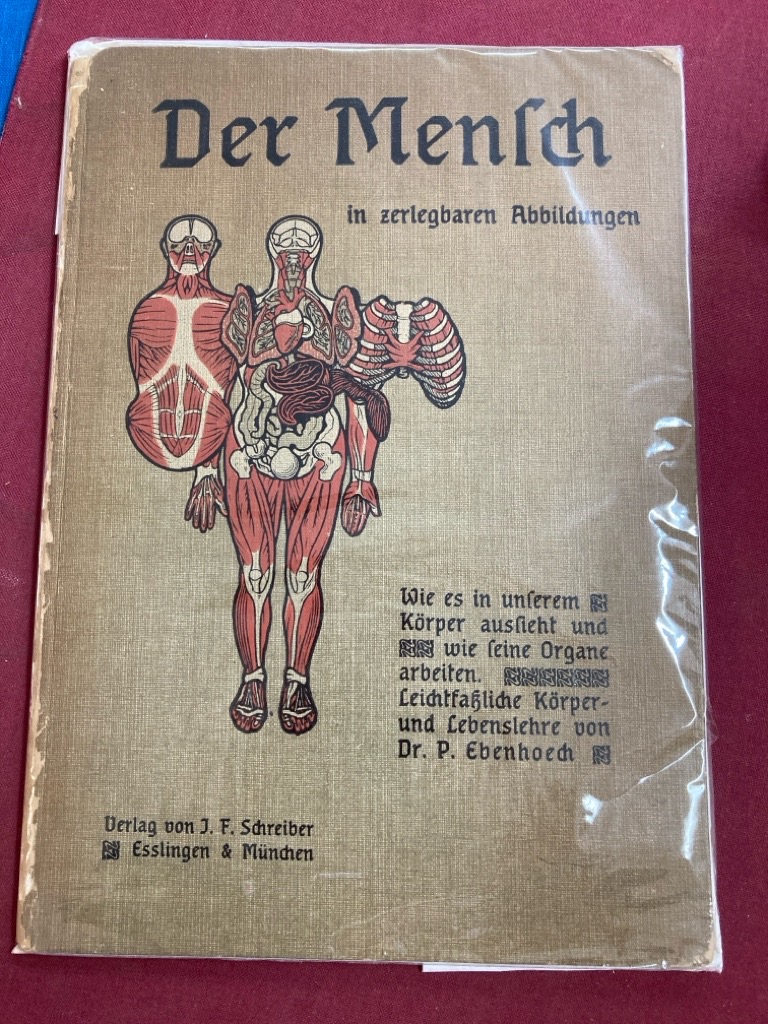 Der Menſch
in zerlegbaren Abbildungen
Wie es in unſerem
Körper ausſieht und
wie ſeine Organe
arbeiten.
Leichtfaßliche Körper-
und Lebenslehre von
Dr. P. Ebenhoech
Verlag von J. F. Schreiber
Esslingen & München